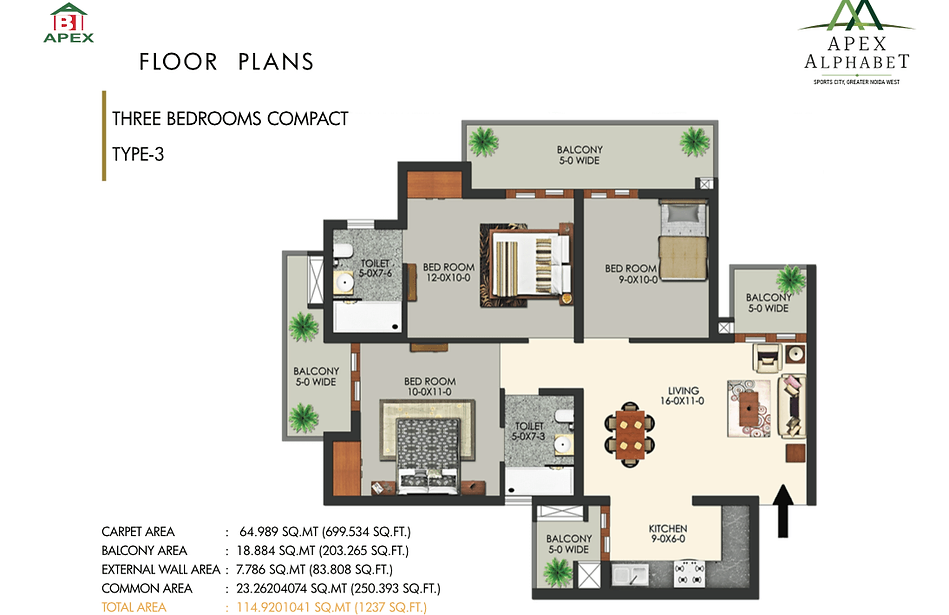 ABI
APEX
APEX
ALPHABET
SPORTS CITY, GREATER NOIDA WEST
FLOOR PLANS
THREE BEDROOMS COMPACT
TYPE-3
BALCONY
5-0 WIDE
TOILET
5-0X7-6
BED ROOM
12-0X10-0
BED ROOM
9-0X10-0
BALCONY
5-0 WIDE
BALCONY
5-0 WIDE
BED ROOM
10-0X11-0
LIVING
16-0X11-0
TOILET
5-0X7-3
KITCHEN
9-0X6-0
BALCONY
5-0 WIDE
CARPET AREA : 64.989 SQ.MT (699.534 SQ.FT.)
BALCONY AREA : 18.884 SQ.MT (203.265 SQ.FT.)
EXTERNAL WALL AREA : 7.786 SQ.MT (83.808 SQ.FT.)
COMMON AREA : 23.26204074 SQ.MT (250.393 SQ.FT.)
TOTAL AREA : 114.9201041 SQ.MT (1237 SQ.FT.)